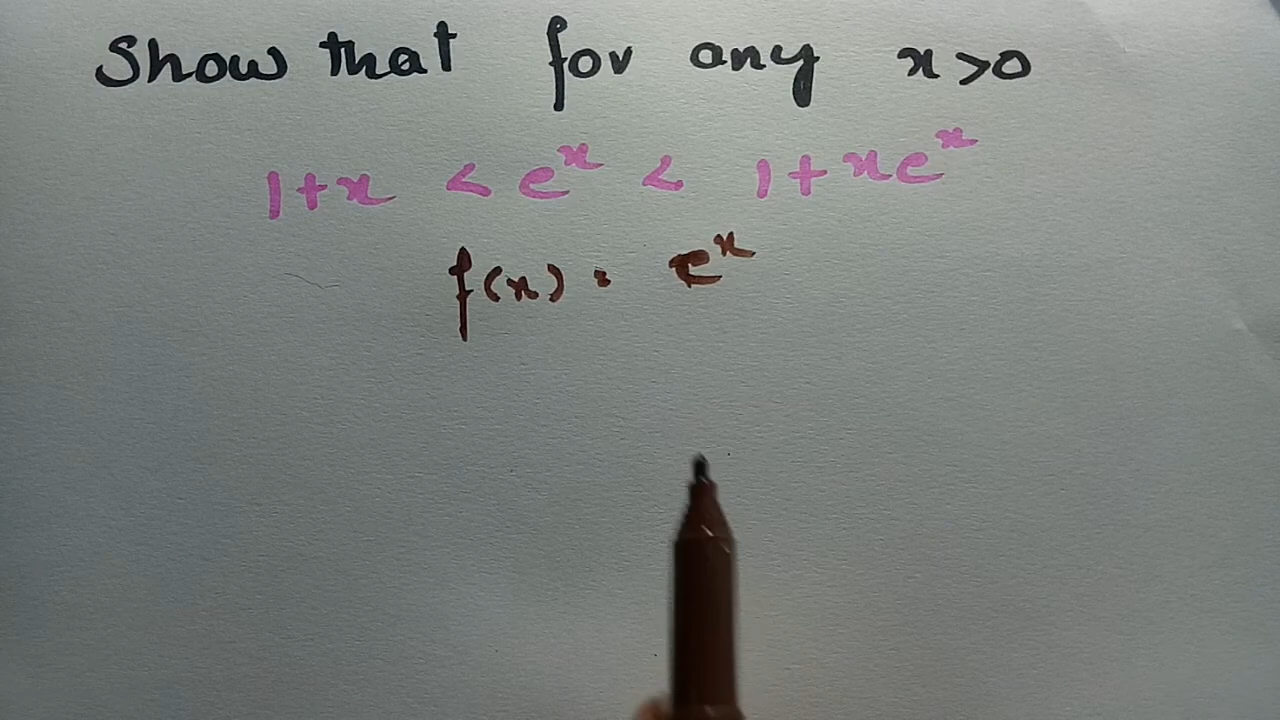 Show that for any x>0
1+x < e^x < 1+xe^x
f(x) = e^x